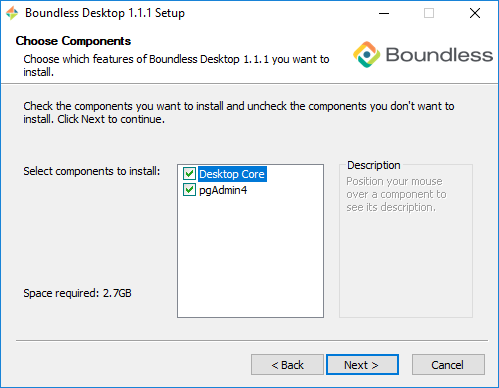 Boundless Desktop 1.1.1 Setup
Choose Components
Choose which features of Boundless Desktop 1.1.1 you want to
install.
Boundless
Check the components you want to install and uncheck the components you don't want to
install. Click Next to continue.
Select components to install:
Desktop Core
pgAdmin4
Description
Position your mouse
over a component to
see its description.
Space required: 2.7GB
< Back
Next >
Cancel